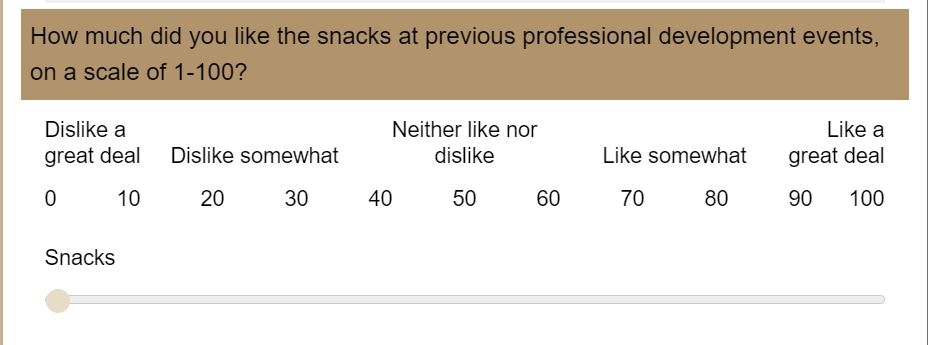 How much did you like the snacks at previous professional development events,
on a scale of 1-100?
Dislike a great deal
Dislike somewhat
Neither like nor dislike
Like somewhat
Like a great deal
0 10 20 30 40 50 60 70 80 90 100
Snacks